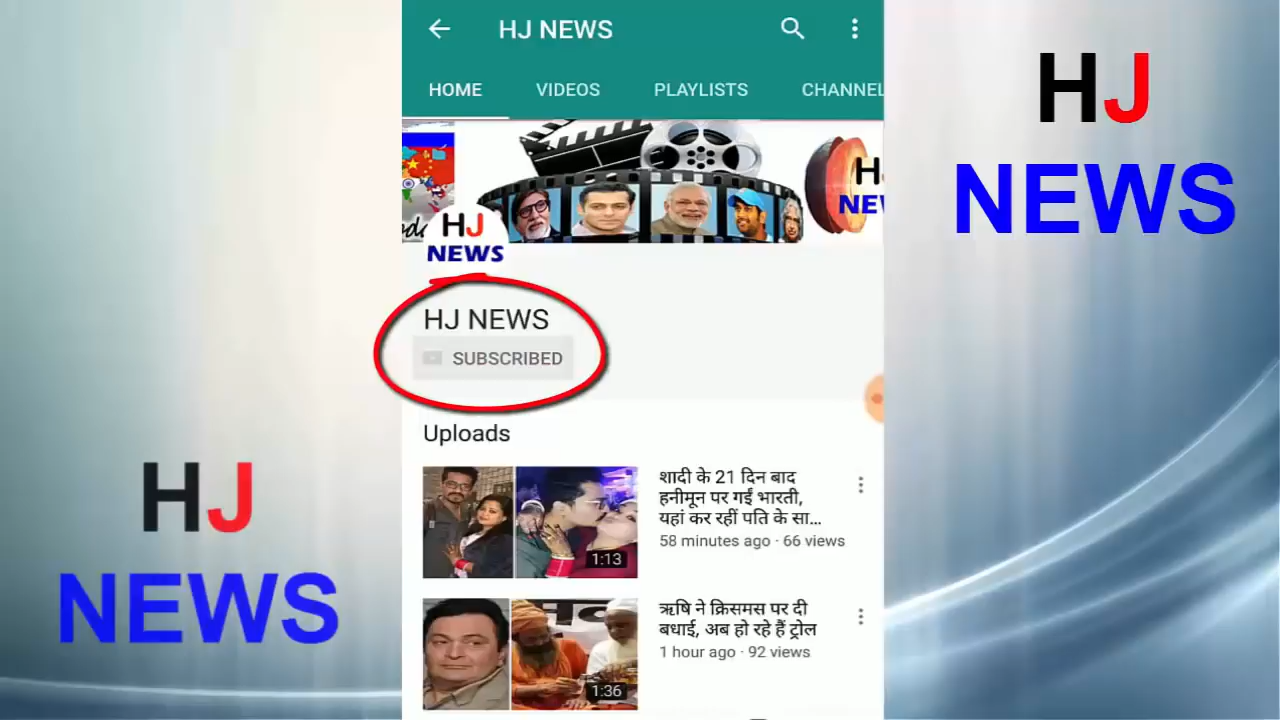 HJ NEWS
HOME VIDEOS PLAYLISTS CHANNEL
HJ
NEWS
HJ
NEWS
HJ NEWS
SUBSCRIBED
Uploads
शादी के 21 दिन बाद
हनीमून पर गईं भारती,
यहां कर रहीं पति के सा...
58 minutes ago · 66 views
1:13
ऋषि ने क्रिसमस पर दी
बधाई, अब हो रहे हैं ट्रोल
1 hour ago · 92 views
1:36
HJ
NEWS